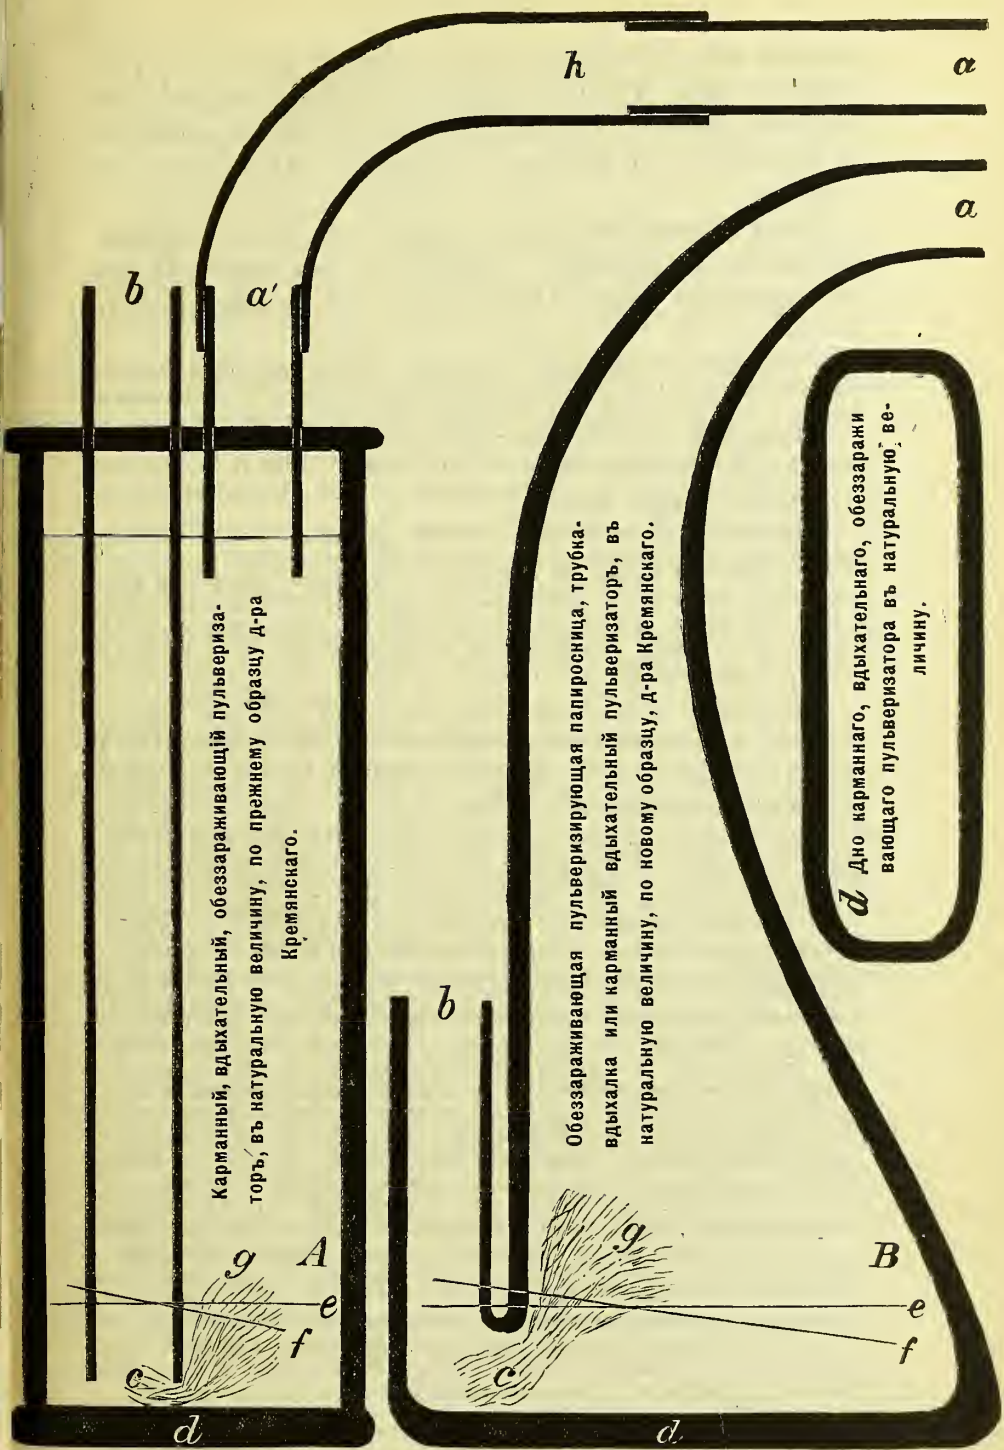 h
a
a
b
a'
Карманный, вдыхательный, обеззараживающій пульвериза-
торъ, въ натуральную величину, по прежнему образцу д-ра
Кремянскаго.
g
A
e
f
c
d
b
Обеззараживающая пульверизирующая папиросница, трубка-
вдыхалка или карманный вдыхательный пульверизаторъ, въ
натуральную величину, по новому образцу, д-ра Кремянскаго.
g
B
e
f
c
d
d Дно карманнаго, вдыхательнаго, обеззаражи
вающаго пульверизатора въ натуральную ве-
личину.